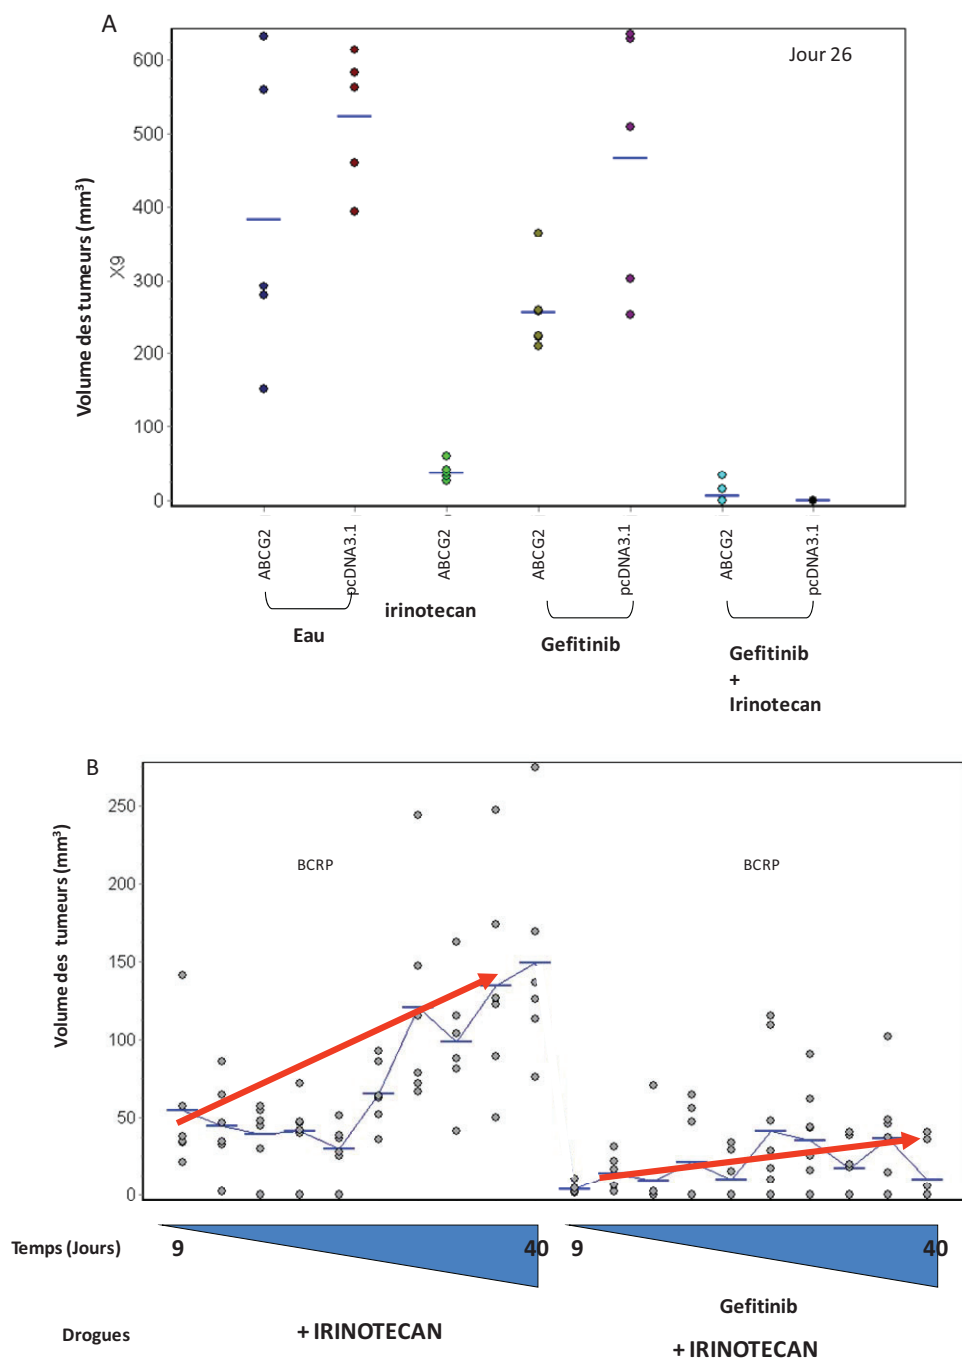 A
Jour 26
Volume des tumeurs (mm³)
X9
600
500
400
300
200
100
0
ABCG2
pcDNA3.1
ABCG2
ABCG2
pcDNA3.1
ABCG2
pcDNA3.1
Eau
irinotecan
Gefitinib
Gefitinib
+
Irinotecan
B
Volume des tumeurs (mm³)
250
200
150
100
50
0
BCRP
BCRP
Temps (Jours)
9
40
9
40
Drogues
+ IRINOTECAN
Gefitinib
+ IRINOTECAN